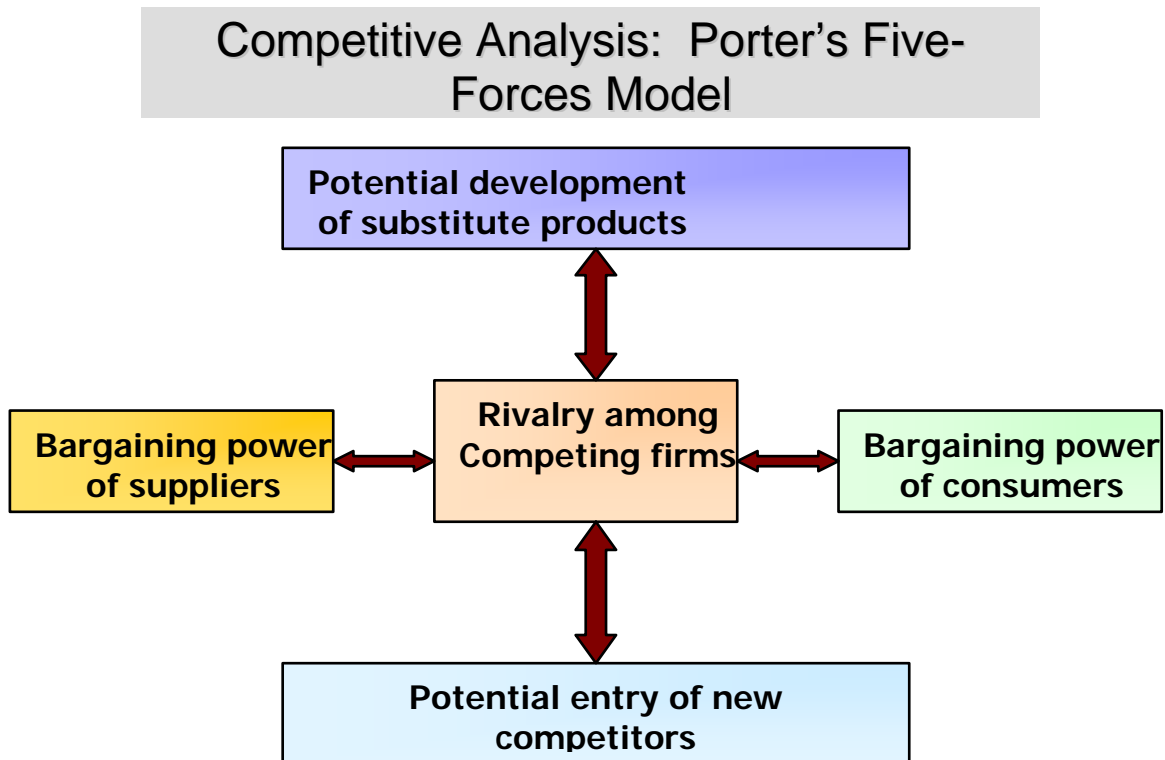 Competitive Analysis:  Porter’s Five-
Forces Model
Potential development
of substitute products
Rivalry among
Competing firms
Bargaining power
of suppliers
Bargaining power
of consumers
Potential entry of new
competitors